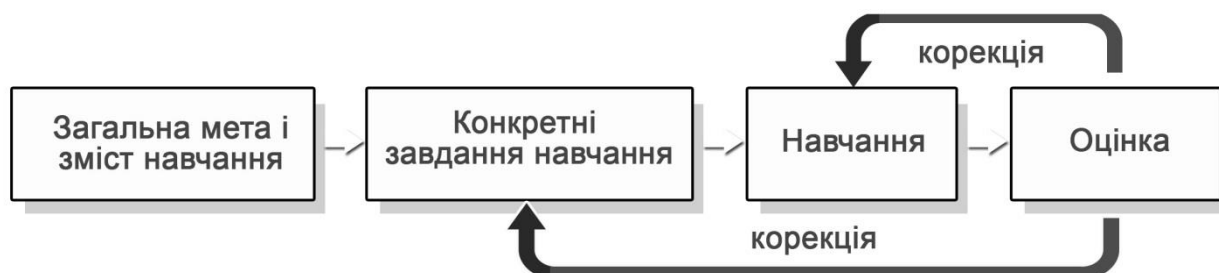 корекція
Загальна мета і
зміст навчання
Конкретні
завдання навчання
Навчання
Оцінка
корекція